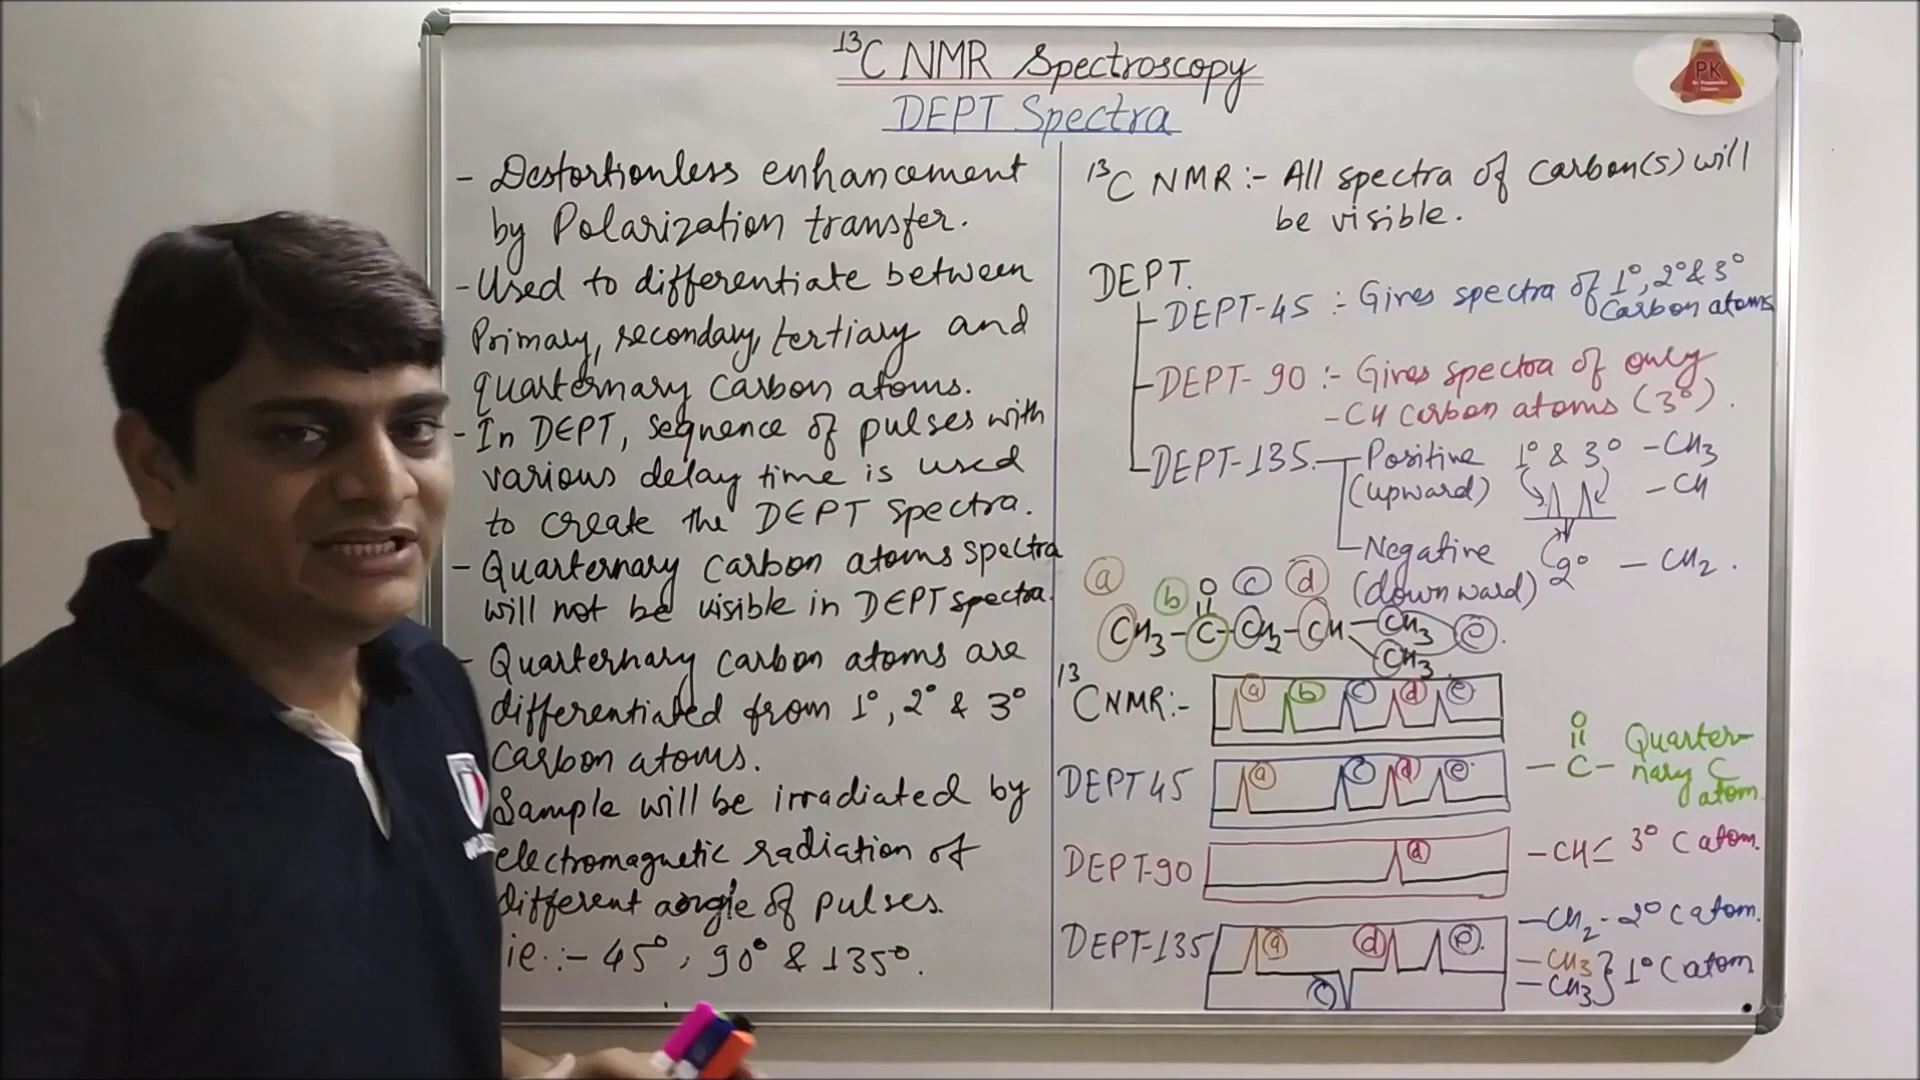 ¹³C NMR Spectroscopy
DEPT Spectra
PK
- Destortionless enhancement
by Polarization transfer.
- Used to differentiate between
Primary, secondary, tertiary and
quarternary carbon atoms.
- In DEPT, sequence of pulses with
various delay time is used
to create the DEPT Spectra.
- Quarternary carbon atoms spectra
will not be visible in DEPT spectra.
- Quarternary carbon atoms are
differentiated from 1°, 2° & 3°
carbon atoms.
Sample will be irradiated by
electromagnetic radiation of
different angle of pulses.
ie :- 45°, 90° & 135°.
¹³C NMR :- All spectra of carbon(s) will
be visible.
DEPT.
DEPT-45 :- Gives spectra of 1°, 2° & 3°
Carbon atoms
DEPT-90 :- Gives spectra of only
-CH carbon atoms (3°).
DEPT-135. Positive 1° & 3° -CH₃
(upward) -CH
Negative 2° - CH₂.
(downward)
a b O c d
CH₃-C-CH₂-CH-CH₃ e.
CH₃
¹³C NMR:- a b c d e
O
-C- Quarter-
nary C
atom
DEPT 45 a c d e
DEPT-90 d -CH< 3° C atom.
DEPT-135 a d e c
-CH₂ - 2° C atom.
-CH₃
-CH₃ } 1° C atom